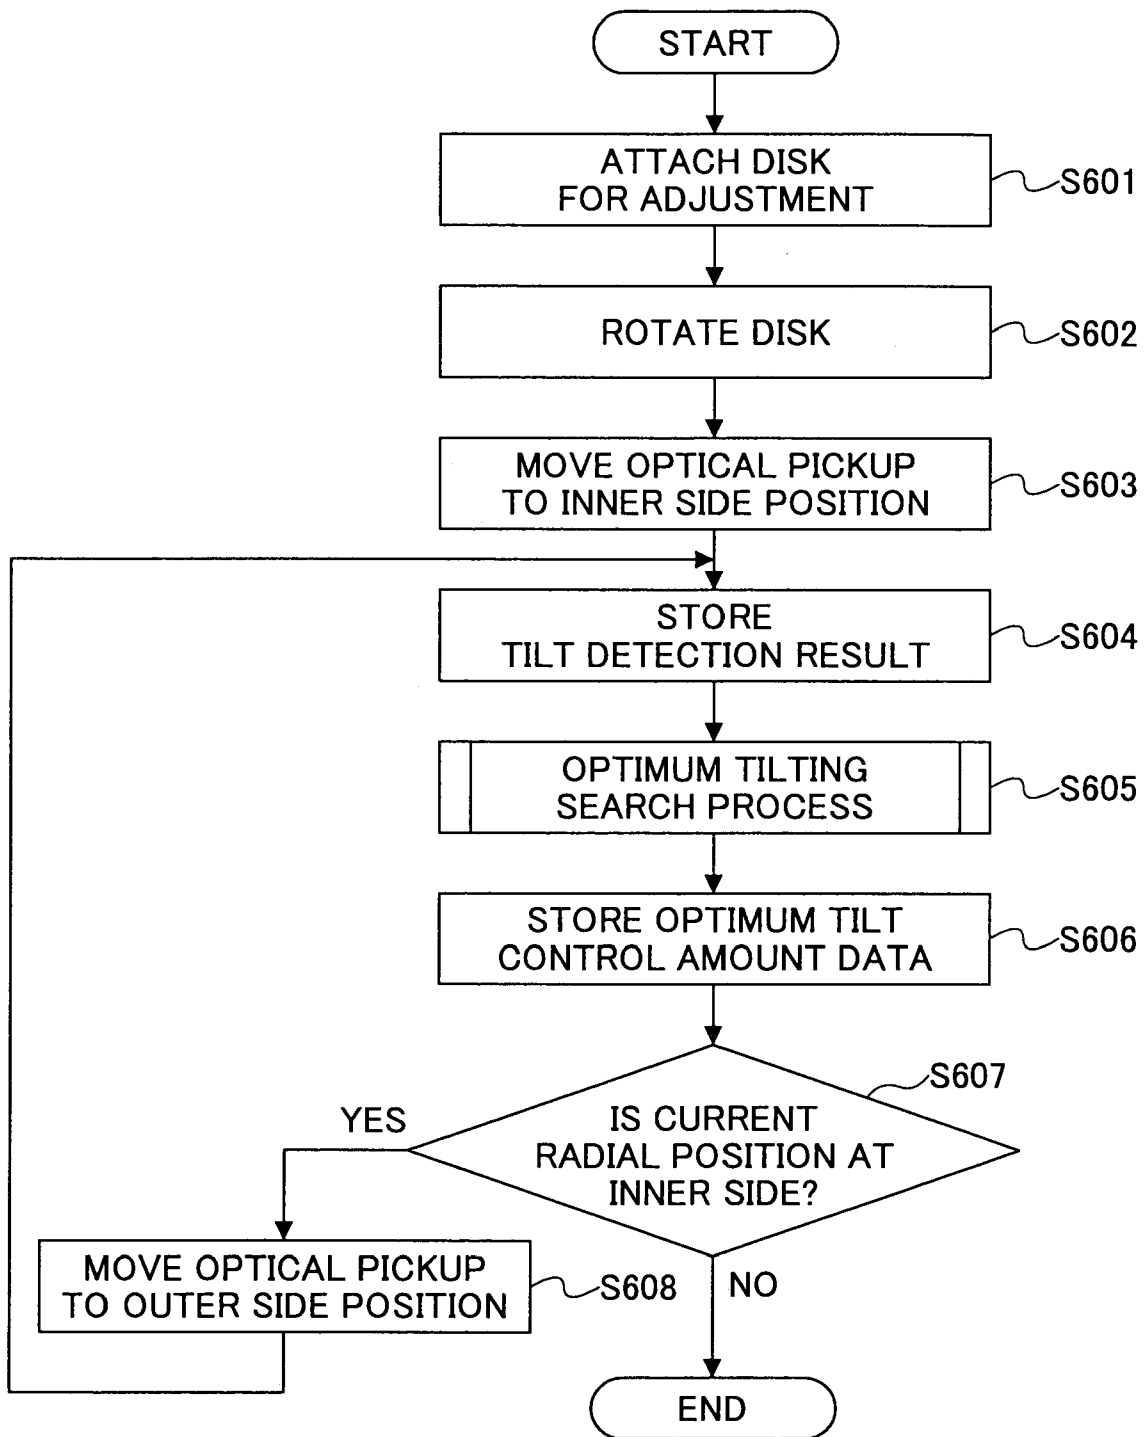 START
ATTACH DISK
FOR ADJUSTMENT
S601
ROTATE DISK
S602
MOVE OPTICAL PICKUP
TO INNER SIDE POSITION
S603
STORE
TILT DETECTION RESULT
S604
OPTIMUM TILTING
SEARCH PROCESS
S605
STORE OPTIMUM TILT
CONTROL AMOUNT DATA
S606
S607
YES
IS CURRENT
RADIAL POSITION AT
INNER SIDE?
MOVE OPTICAL PICKUP
TO OUTER SIDE POSITION
S608
NO
END